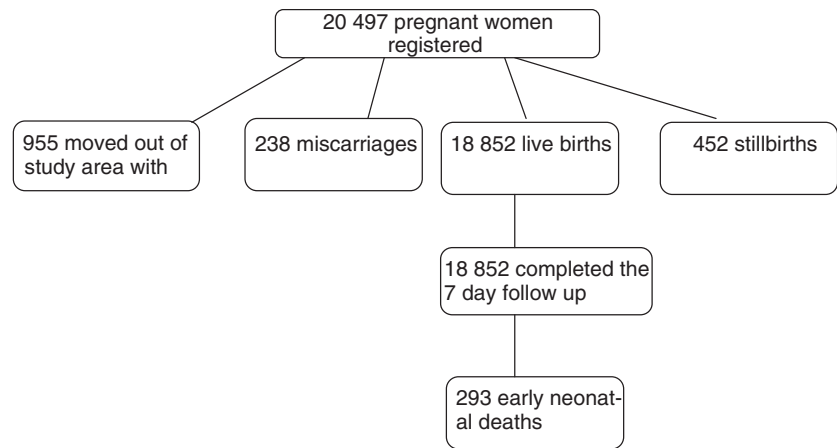 20 497 pregnant women
registered
955 moved out of
study area with
238 miscarriages
18 852 live births
452 stillbirths
18 852 completed the
7 day follow up
293 early neonat-
al deaths